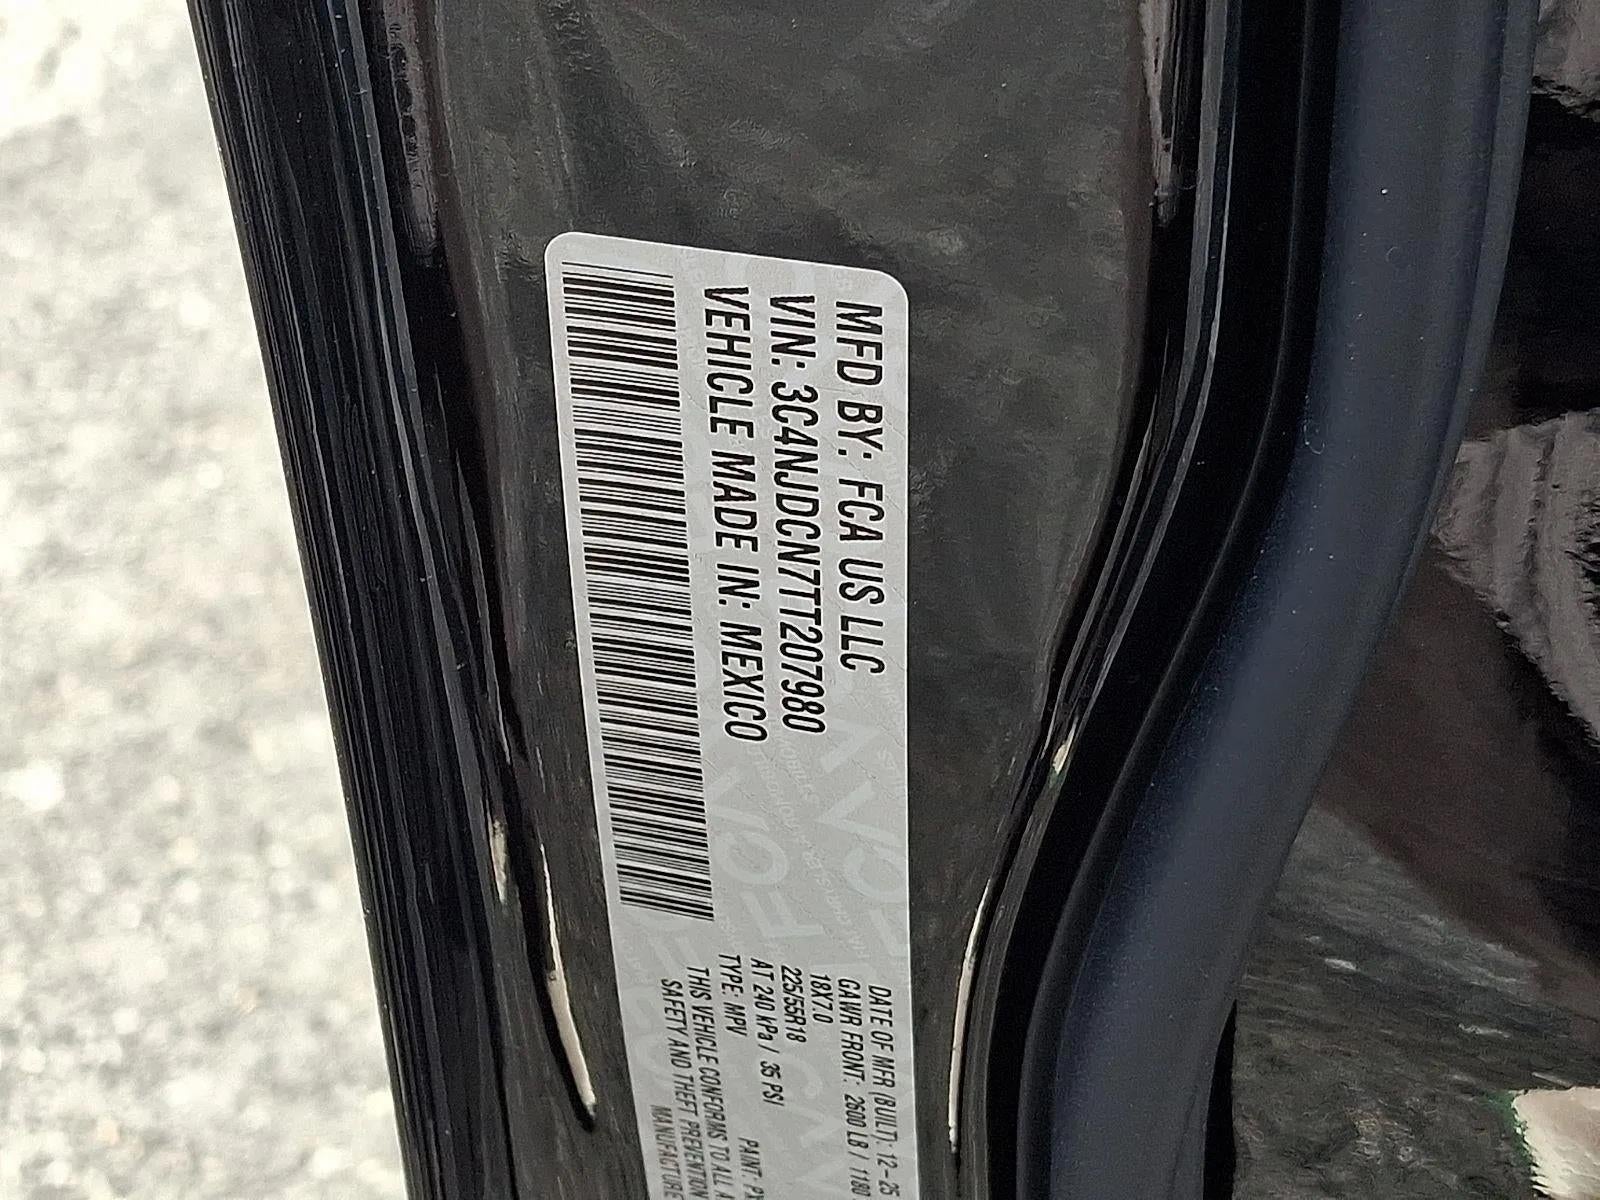 MFD BY: FCA US LLC
VIN: 3C4NJDCN7TT207980
VEHICLE MADE IN: MEXICO
DATE OF MFR (BUILT): 12-25
GAWR FRONT: 2600 LB / 1180
18X7.0
225/55R18
AT 240 kPa / 35 PSI
TYPE: MPV
PAINT:
THIS VEHICLE CONFORMS TO ALL
SAFETY AND THEFT PREVENTION
MANUFACTURE